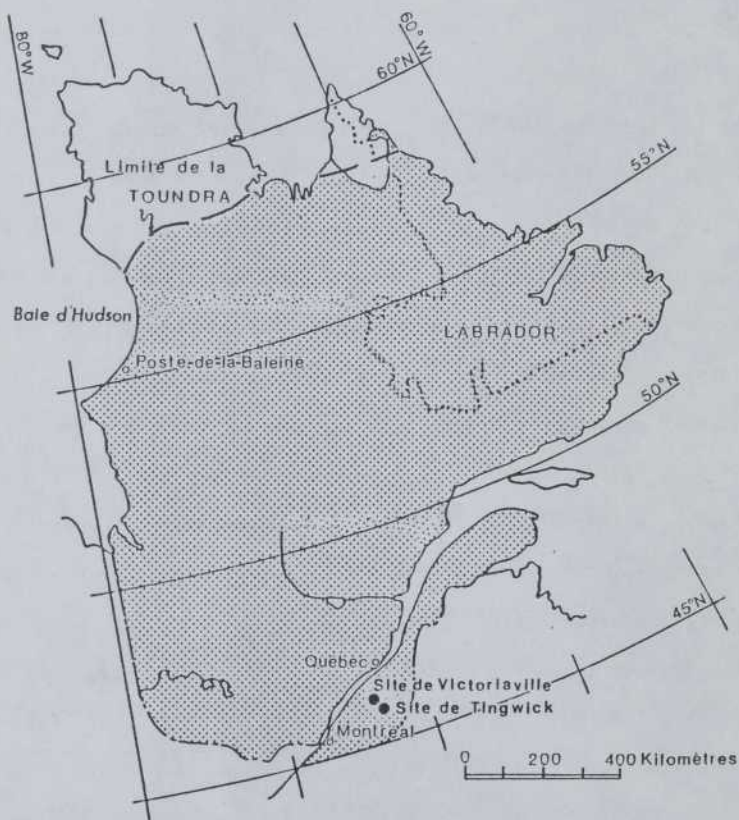 80°W
60°W
60°N
Limite de la
TOUNDRA
55°N
Baie d'Hudson
LABRADOR
Poste-de-la-Baleine
50°N
45°N
Québec
Site de Victoriaville
Site de Tingwick
Montréal
0 200 400 Kilomètres